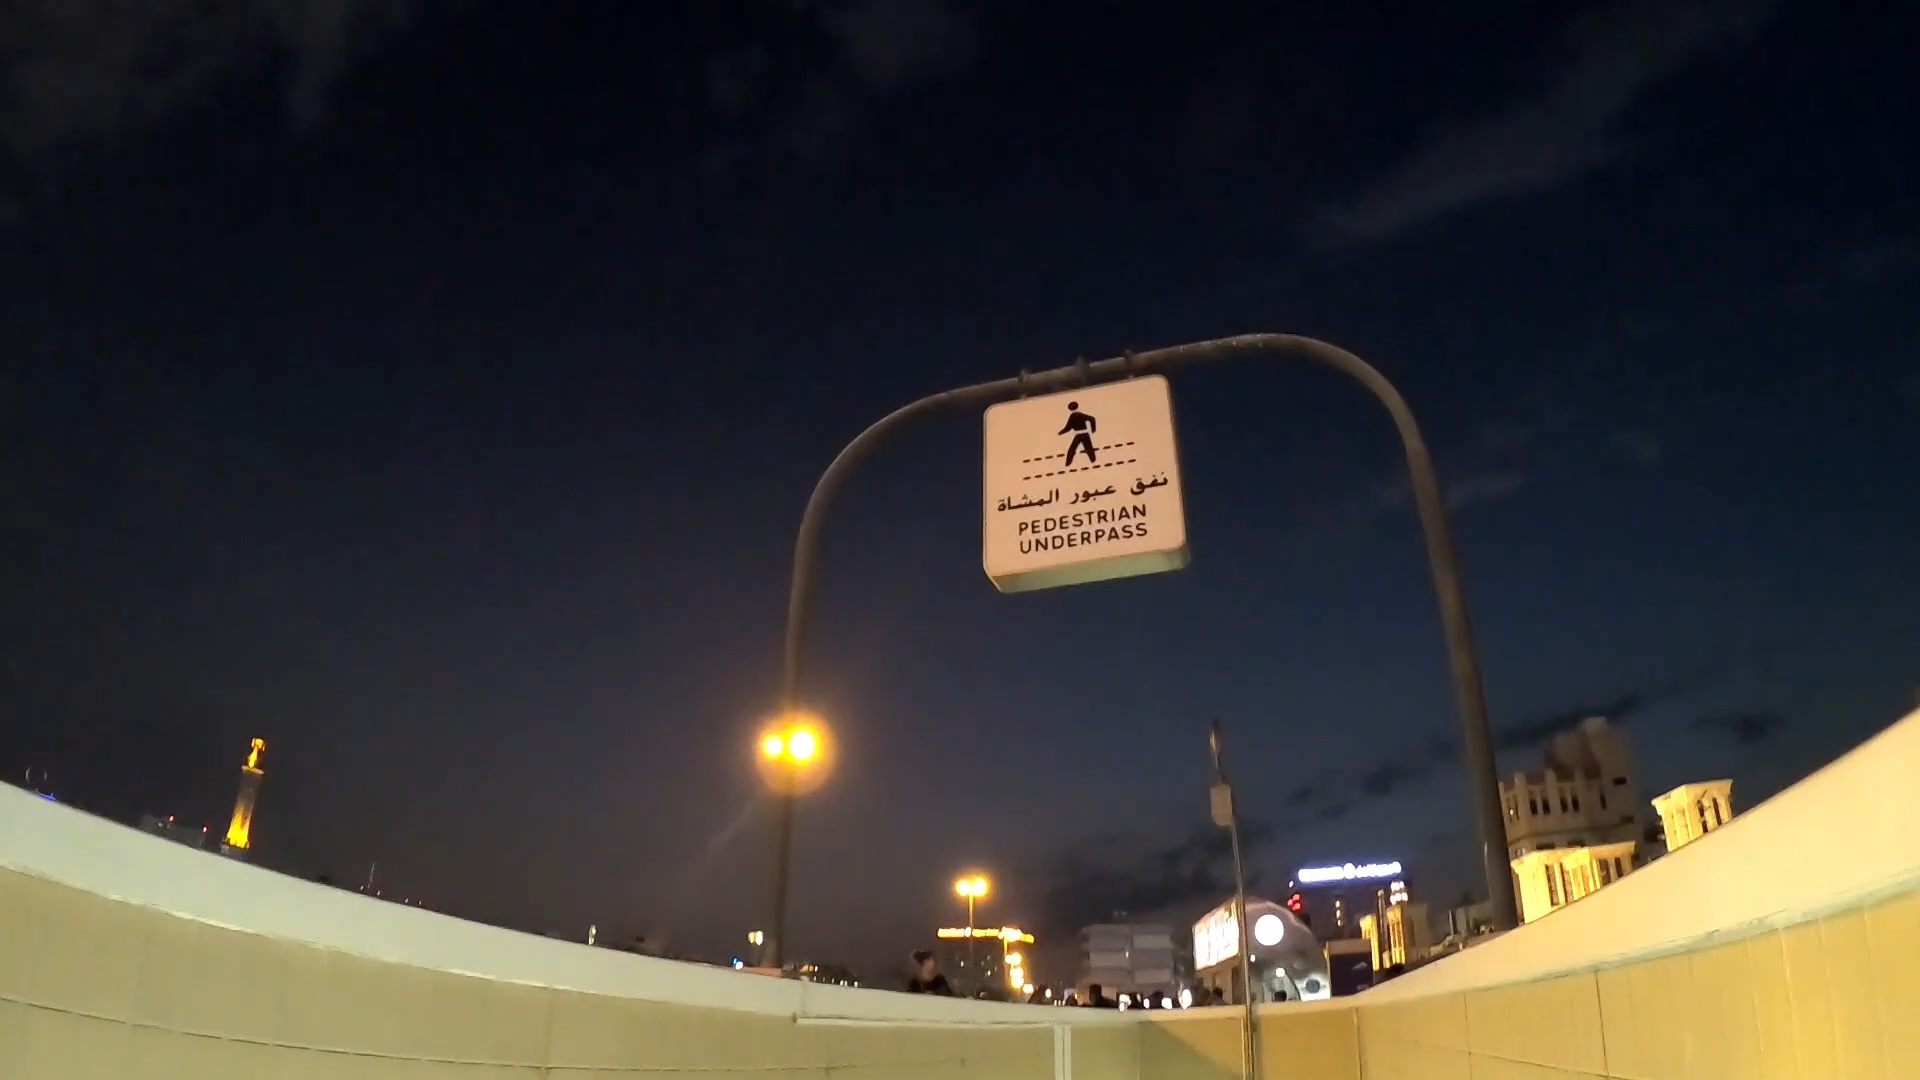 نفق عبور المشاة
PEDESTRIAN
UNDERPASS